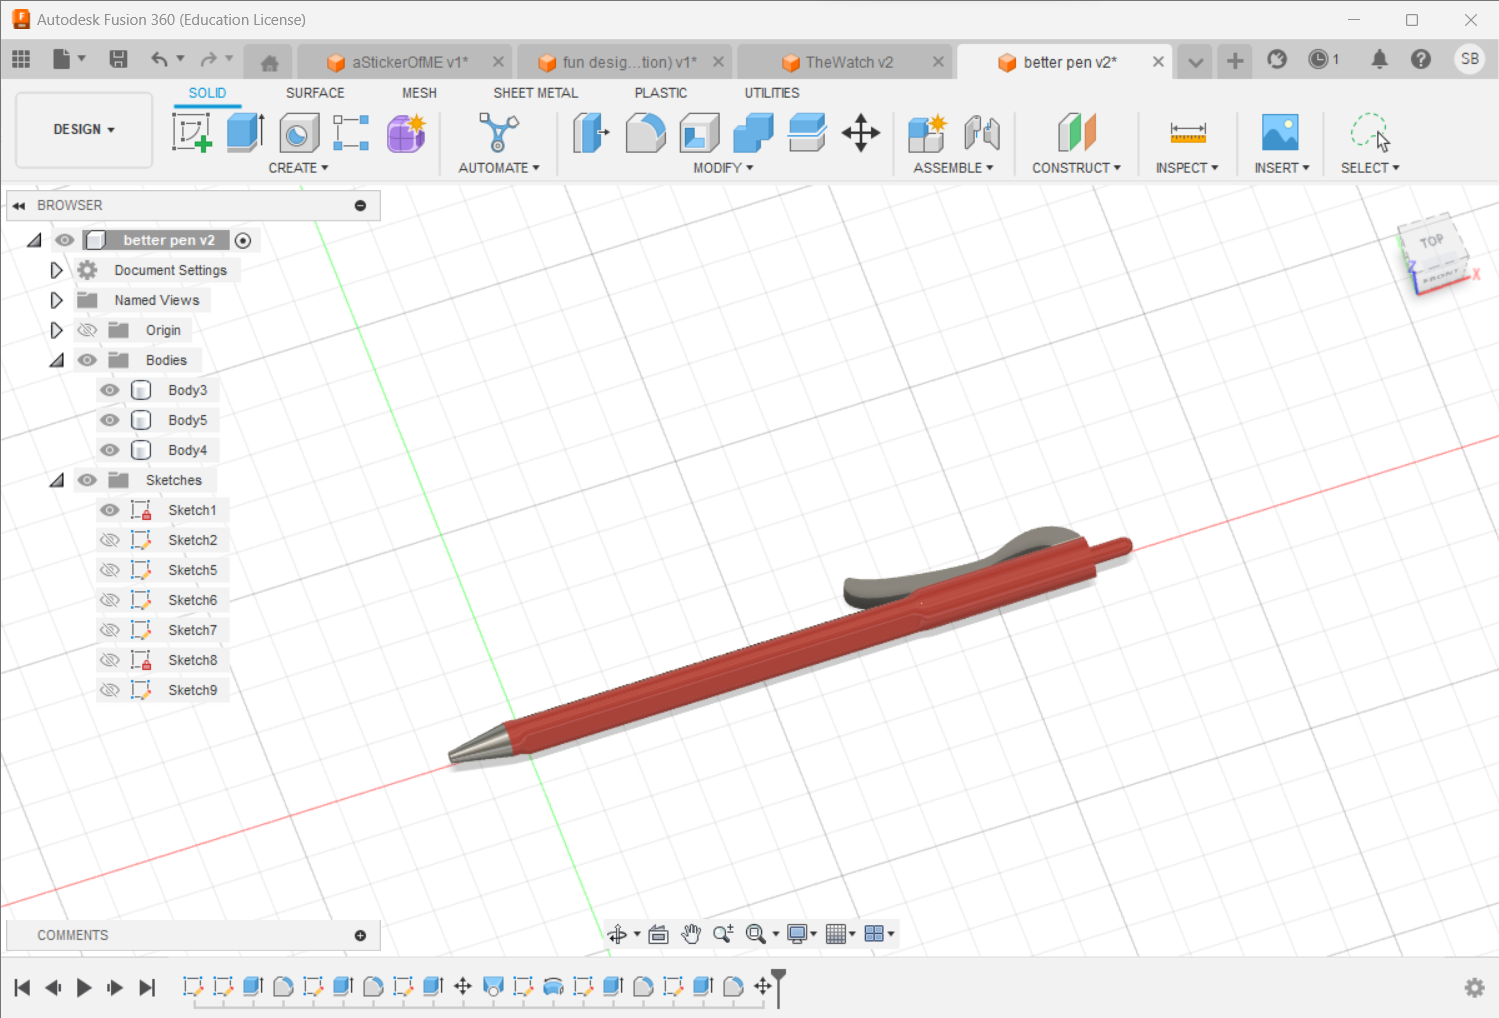 Autodesk Fusion 360 (Education License)
aStickerOfME v1*
fun desig...tion) v1*
TheWatch v2
better pen v2*
1
SB
SOLID
SURFACE
MESH
SHEET METAL
PLASTIC
UTILITIES
DESIGN
CREATE
AUTOMATE
MODIFY
ASSEMBLE
CONSTRUCT
INSPECT
INSERT
SELECT
BROWSER
better pen v2
Document Settings
Named Views
Origin
Bodies
Body3
Body5
Body4
Sketches
Sketch1
Sketch2
Sketch5
Sketch6
Sketch7
Sketch8
Sketch9
TOP
FRONT
Z
X
COMMENTS